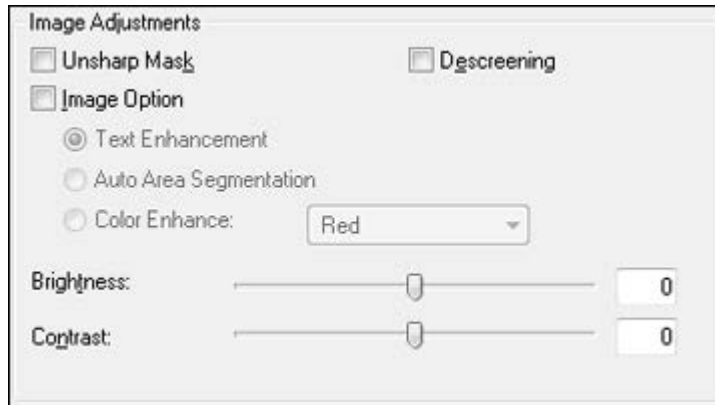 Image Adjustments
Unsharp Mask Descreening
Image Option
Text Enhancement
Auto Area Segmentation
Color Enhance: Red
Brightness: 0
Contrast: 0